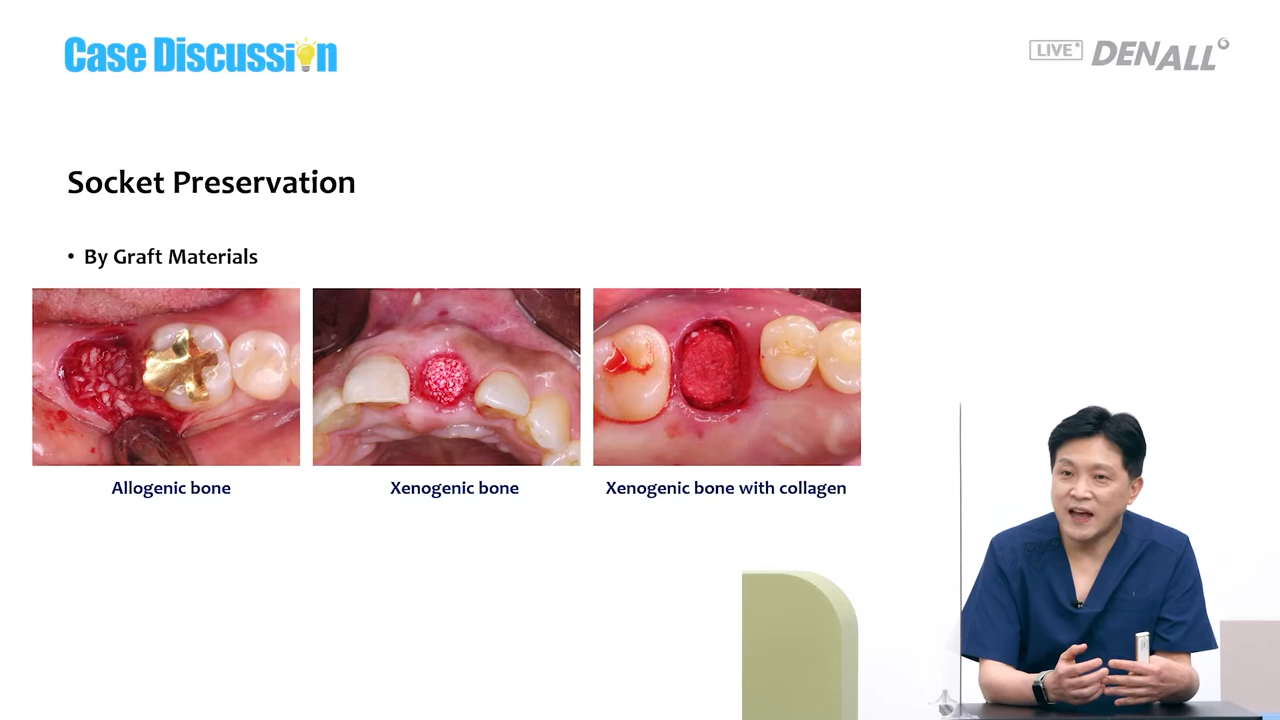 Case Discussion
LIVE DENALL
Socket Preservation
• By Graft Materials
Allogenic bone
Xenogenic bone
Xenogenic bone with collagen